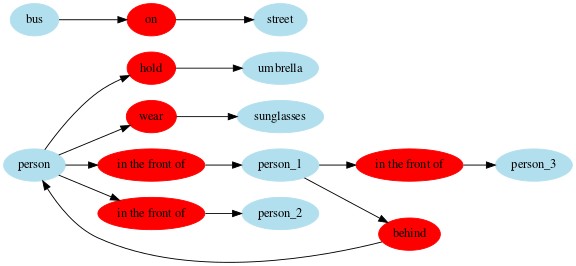 bus on street
hold umbrella
wear sunglasses
person in the front of person_1 in the front of person_3
in the front of person_2
behind